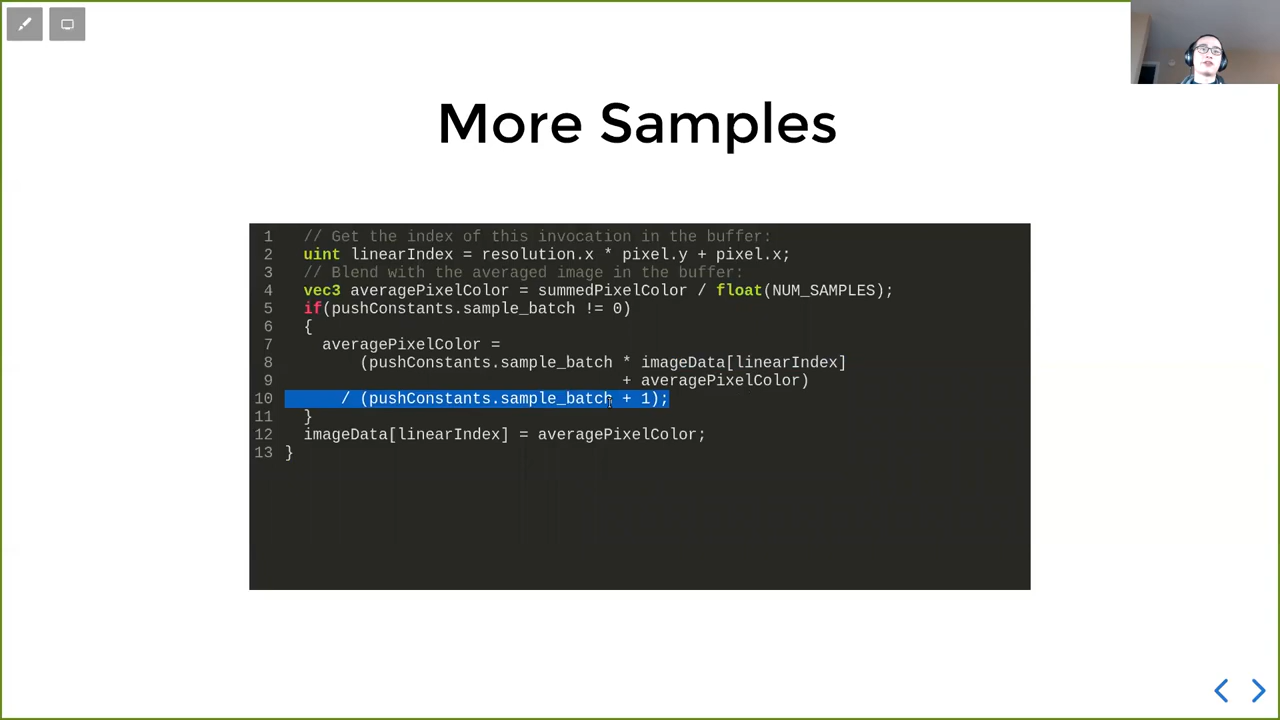 More Samples
1 // Get the index of this invocation in the buffer:
2 uint linearIndex = resolution.x * pixel.y + pixel.x;
3 // Blend with the averaged image in the buffer:
4 vec3 averagePixelColor = summedPixelColor / float(NUM_SAMPLES);
5 if(pushConstants.sample_batch != 0)
6 {
7 averagePixelColor =
8 (pushConstants.sample_batch * imageData[linearIndex]
9 + averagePixelColor)
10 / (pushConstants.sample_batch + 1);
11 }
12 imageData[linearIndex] = averagePixelColor;
13 }